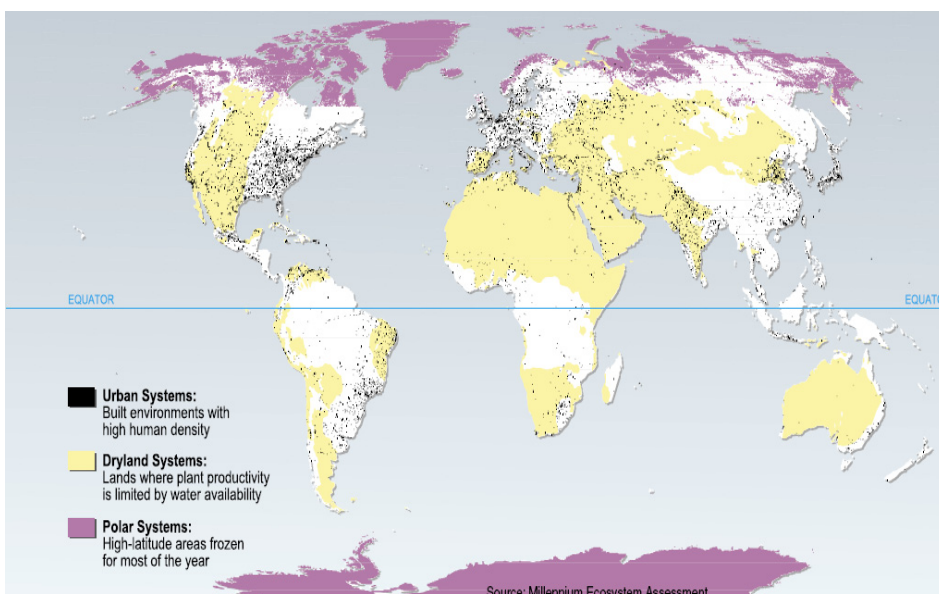 EQUATOR
EQUATO
Urban Systems:
Built environments with
high human density
Dryland Systems:
Lands where plant productivity
is limited by water availability
Polar Systems:
High-latitude areas frozen
for most of the year
Source: Millennium Ecosystem Assessment